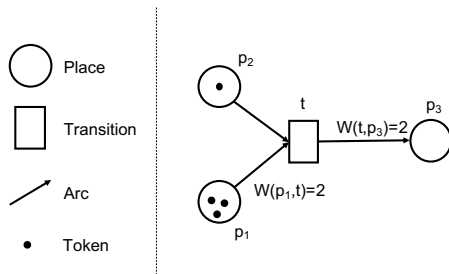 Place
Transition
Arc
Token
p2
t
W(t,p3)=2
p3
W(p1,t)=2
p1